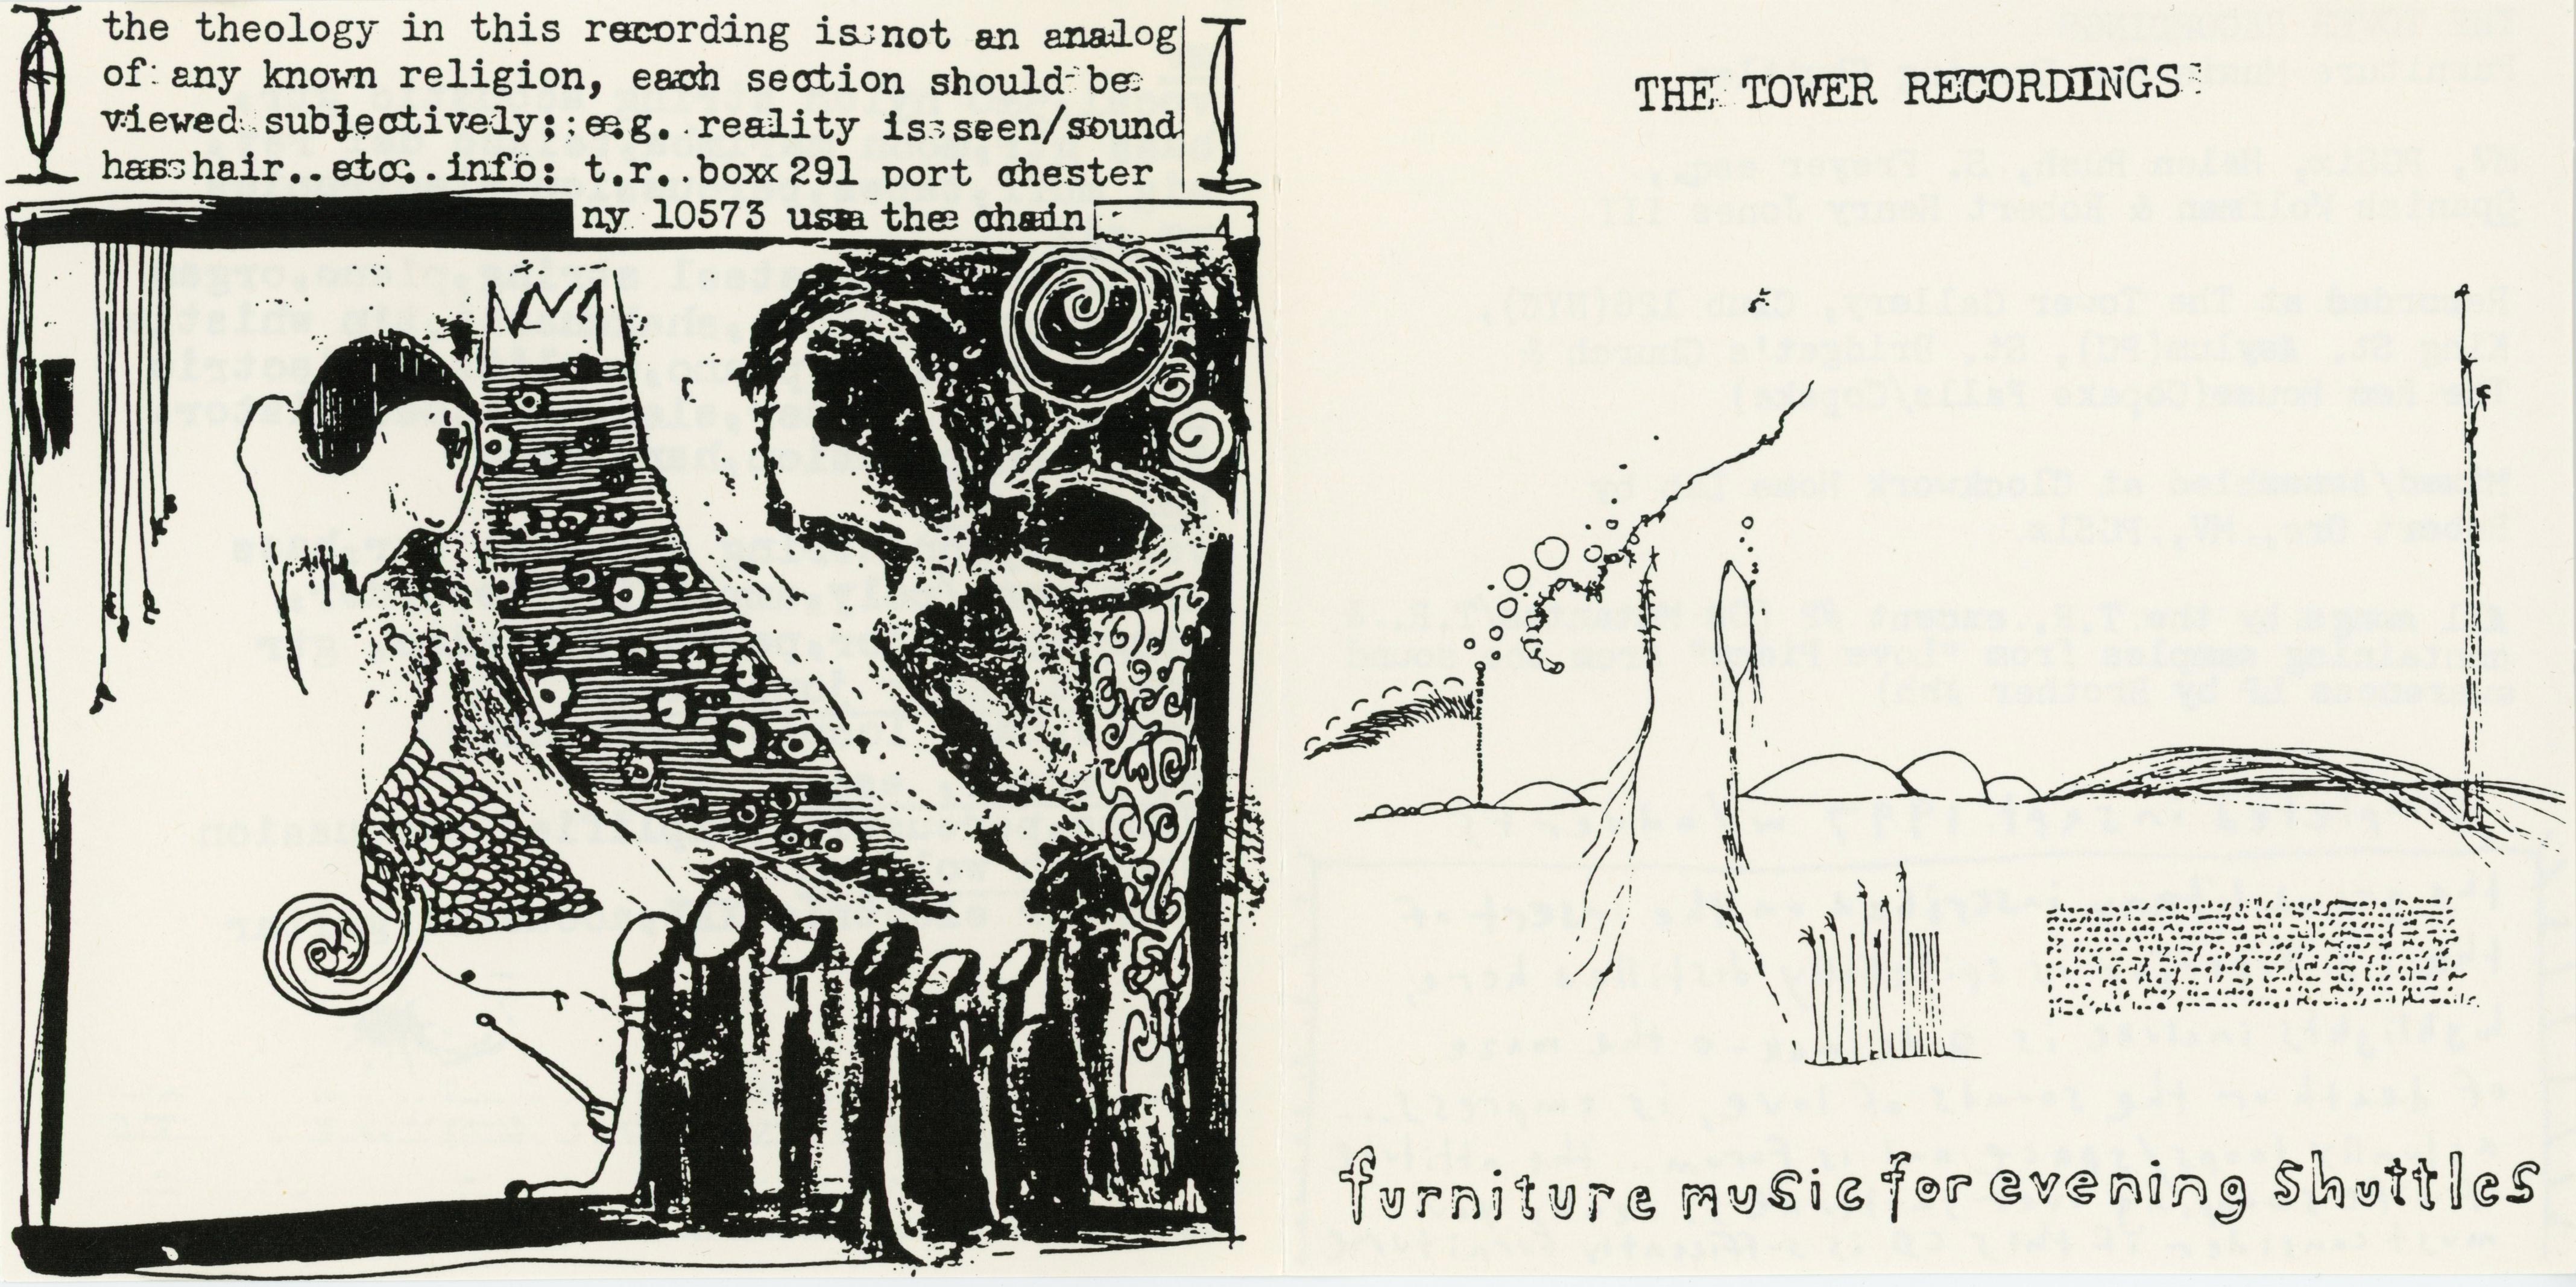 the theology in this recording is not an analog
of any known religion, each section should be
viewed subjectively; e.g. reality is seen/sound
has hair..etc..info: t.r. box 291 port chester
ny 10573 usa the chain
THE TOWER RECORDINGS
furniture music for evening shuttles